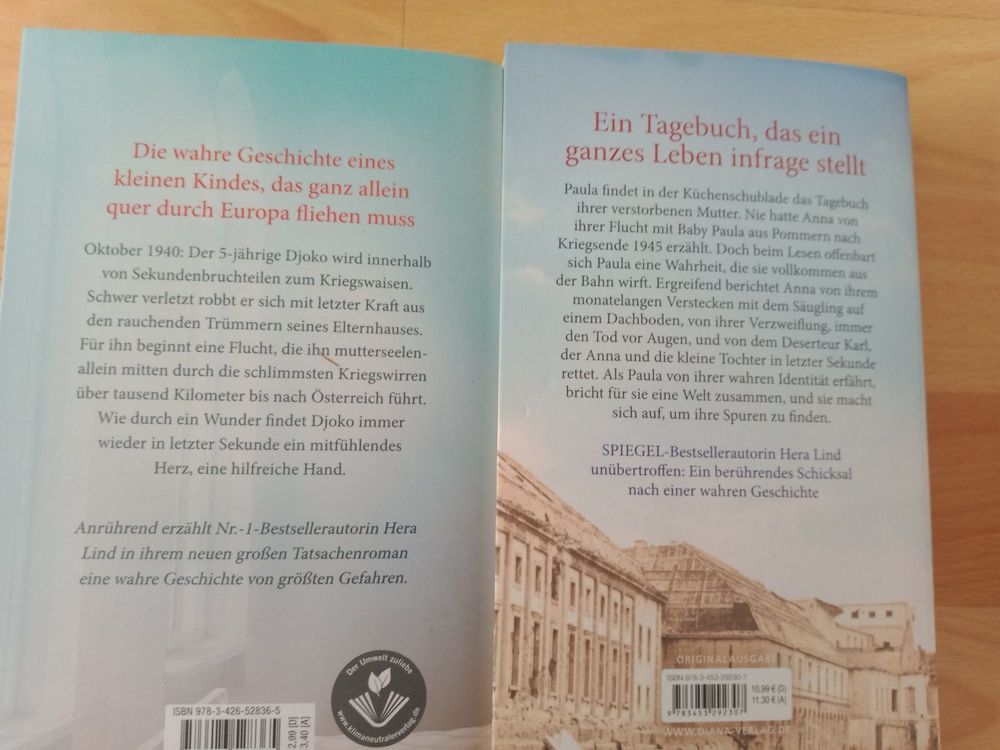 Die wahre Geschichte eines
kleinen Kindes, das ganz allein
quer durch Europa fliehen muss
Oktober 1940: Der 5-jährige Djoko wird innerhalb
von Sekundenbruchteilen zum Kriegswaisen.
Schwer verletzt robbt er sich mit letzter Kraft aus
den rauchenden Trümmern seines Elternhauses.
Für ihn beginnt eine Flucht, die ihn mutterseelen-
allein mitten durch die schlimmsten Kriegswirren
über tausend Kilometer bis nach Österreich führt.
Wie durch ein Wunder findet Djoko immer
wieder in letzter Sekunde ein mitfühlendes
Herz, eine hilfreiche Hand.
Anrührend erzählt Nr.-1-Bestsellerautorin Hera
Lind in ihrem neuen großen Tatsachenroman
eine wahre Geschichte von größten Gefahren.
Der Umwelt zuliebe
www.klimaneutralerverlag.de
ISBN 978-3-426-52836-5
2,99 [D]
3,40 [A]
Ein Tagebuch, das ein
ganzes Leben infrage stellt
Paula findet in der Küchenschublade das Tagebuch
ihrer verstorbenen Mutter. Nie hatte Anna von
ihrer Flucht mit Baby Paula aus Pommern nach
Kriegsende 1945 erzählt. Doch beim Lesen offenbart
sich Paula eine Wahrheit, die sie vollkommen aus
der Bahn wirft. Ergreifend berichtet Anna von ihrem
monatelangen Verstecken mit dem Säugling auf
einem Dachboden, von ihrer Verzweiflung, immer
den Tod vor Augen, und von dem Deserteur Karl,
der Anna und die kleine Tochter in letzter Sekunde
rettet. Als Paula von ihrer wahren Identität erfährt,
bricht für sie eine Welt zusammen, und sie macht
sich auf, um ihre Spuren zu finden.
SPIEGEL-Bestsellerautorin Hera Lind
unübertroffen: Ein berührendes Schicksal
nach einer wahren Geschichte
ORIGINALAUSGABE
ISBN 978-3-453-29230-7
10,99 € (D)
11,30 € (A)
9 783453 292307
WWW.DIANA-VERLAG.DE